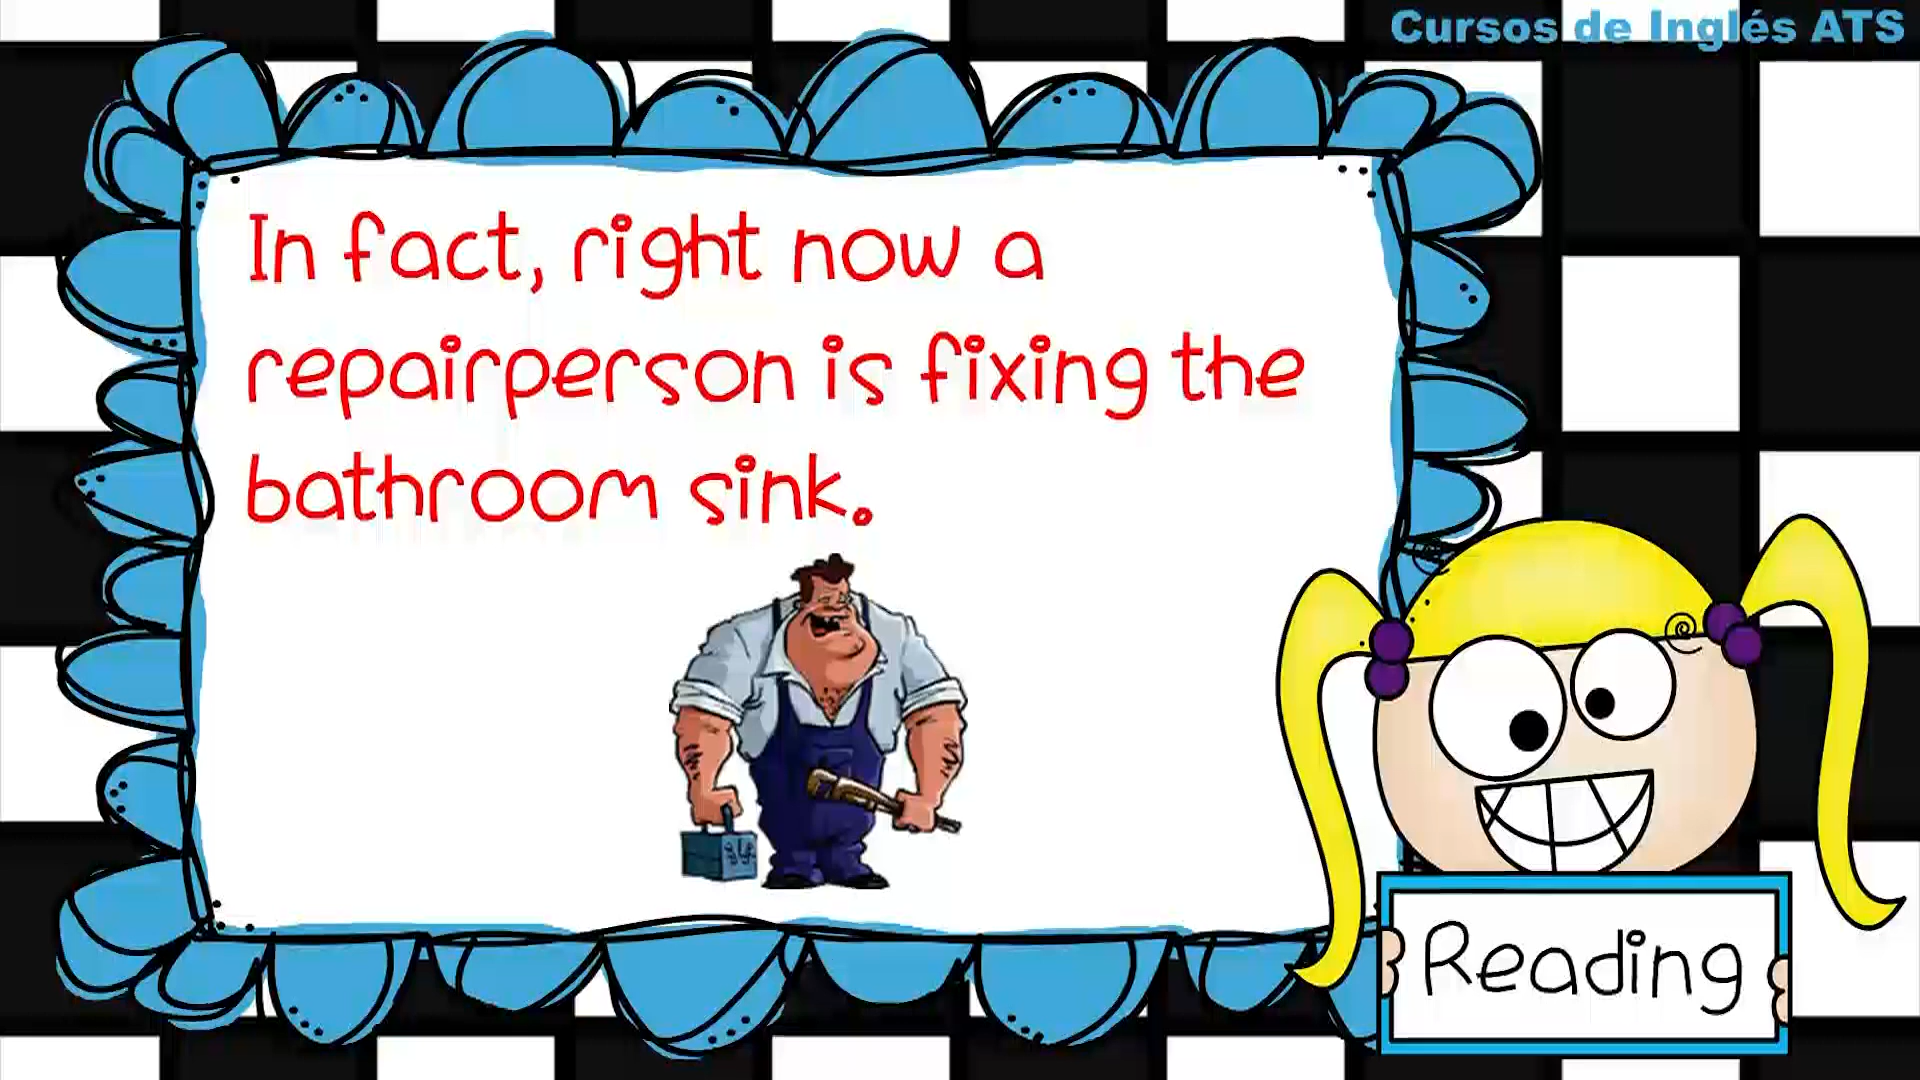 Cursos de Inglés ATS
In fact, right now a
repairperson is fixing the
bathroom sink.
Reading